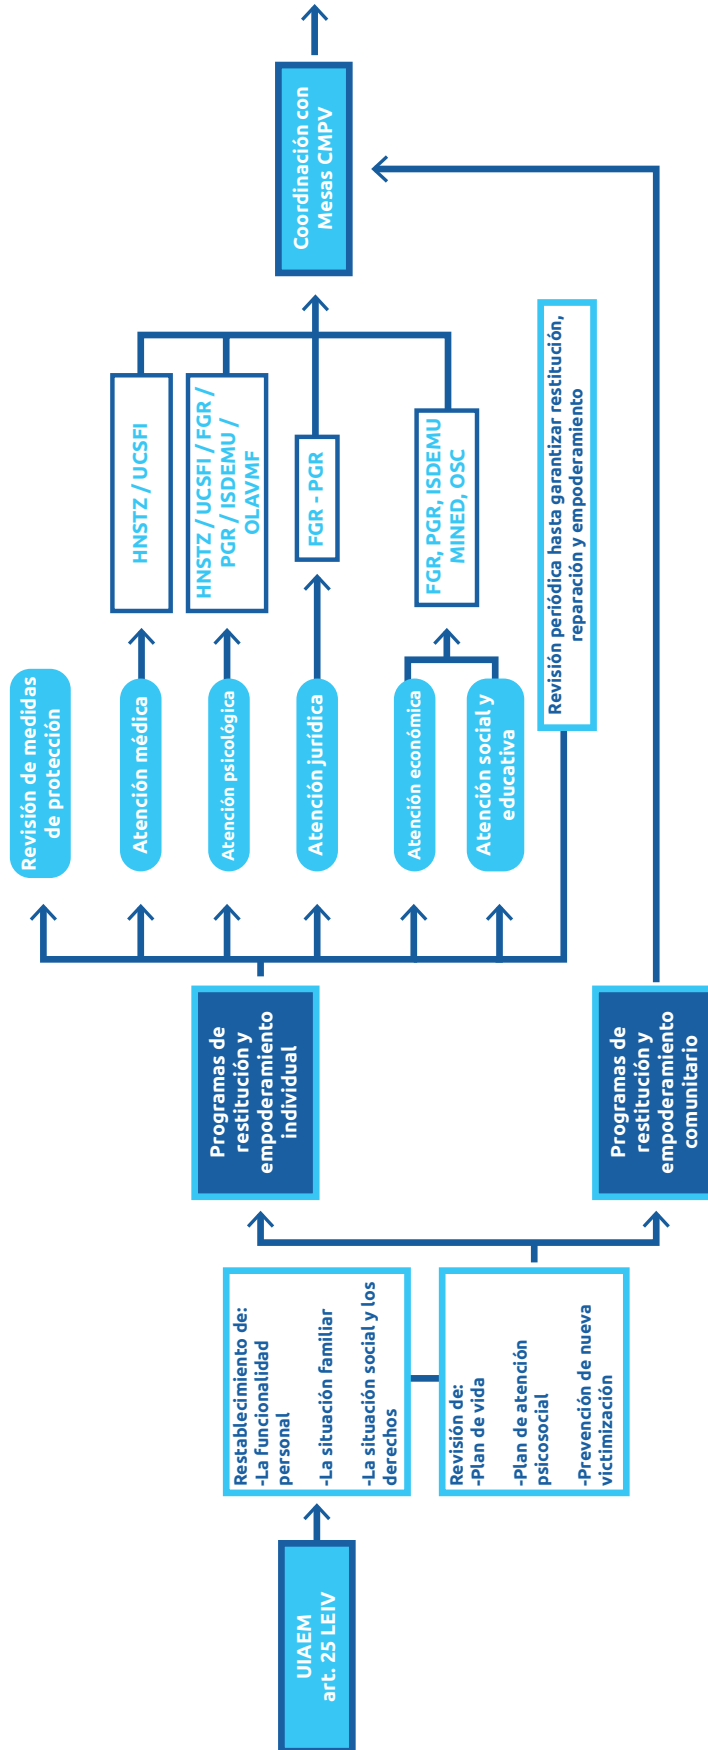 UIAEM
art. 25 LEIV
Restablecimiento de:
-La funcionalidad
personal
-La situación familiar
-La situación social y los
derechos
Revisión de:
-Plan de vida
-Plan de atención
psicosocial
-Prevención de nueva
victimización
Programas de
restitución y
empoderamiento
individual
Programas de
restitución y
empoderamiento
comunitario
Revisión de medidas
de protección
Atención médica
Atención psicológica
Atención jurídica
Atención económica
Atención social y
educativa
HNSTZ / UCSFI
HNSTZ / UCSFI / FGR /
PGR / ISDEMU /
OLAVMF
FGR - PGR
FGR, PGR, ISDEMU
MINED, OSC
Revisión periódica hasta garantizar restitución,
reparación y empoderamiento
Coordinación con
Mesas CMPV